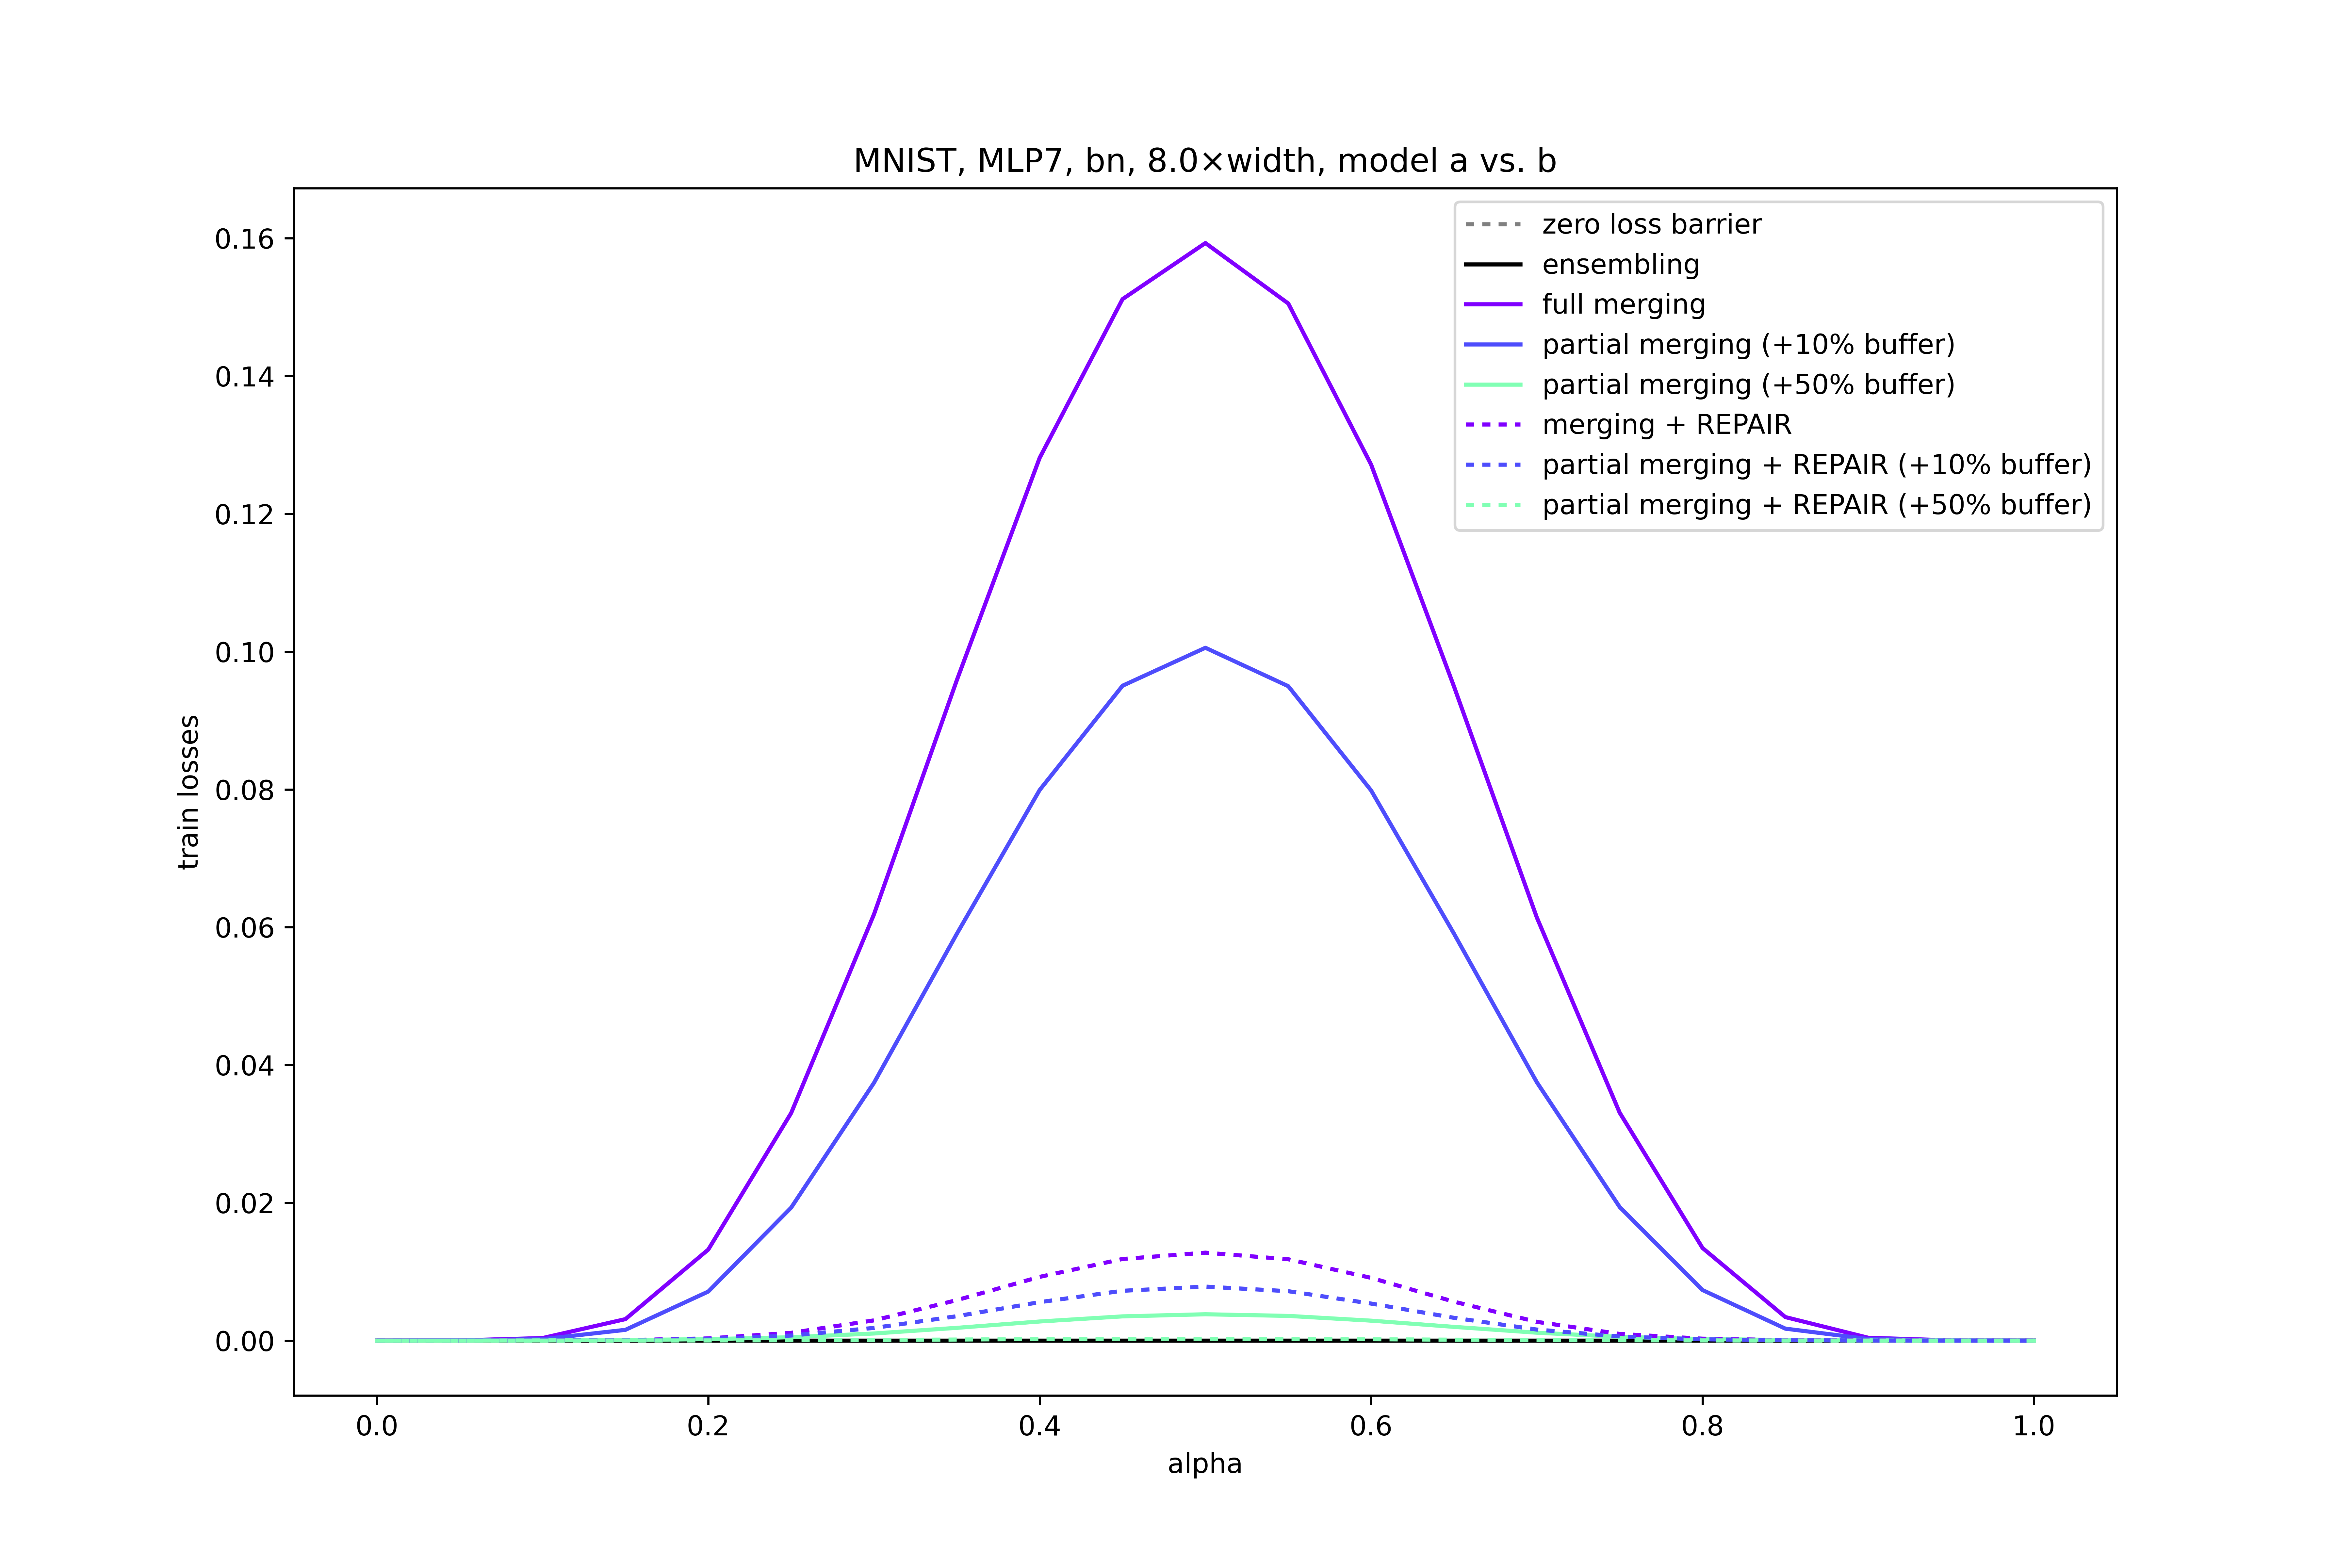 MNIST, MLP7, bn, 8.0×width, model a vs. b
zero loss barrier
ensembling
full merging
partial merging (+10% buffer)
partial merging (+50% buffer)
merging + REPAIR
partial merging + REPAIR (+10% buffer)
partial merging + REPAIR (+50% buffer)
train losses
0.16
0.14
0.12
0.10
0.08
0.06
0.04
0.02
0.00
0.0 0.2 0.4 0.6 0.8 1.0
alpha